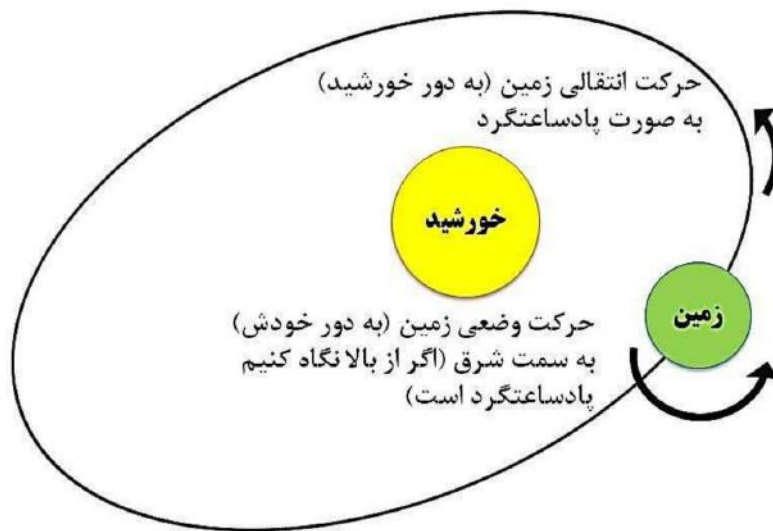 حرکت انتقالی زمین (به دور خورشید)
به صورت پادساعتگرد
خورشید
زمین
حرکت وضعی زمین (به دور خودش)
به سمت شرق (اگر از بالا نگاه کنیم
پادساعتگرد است)